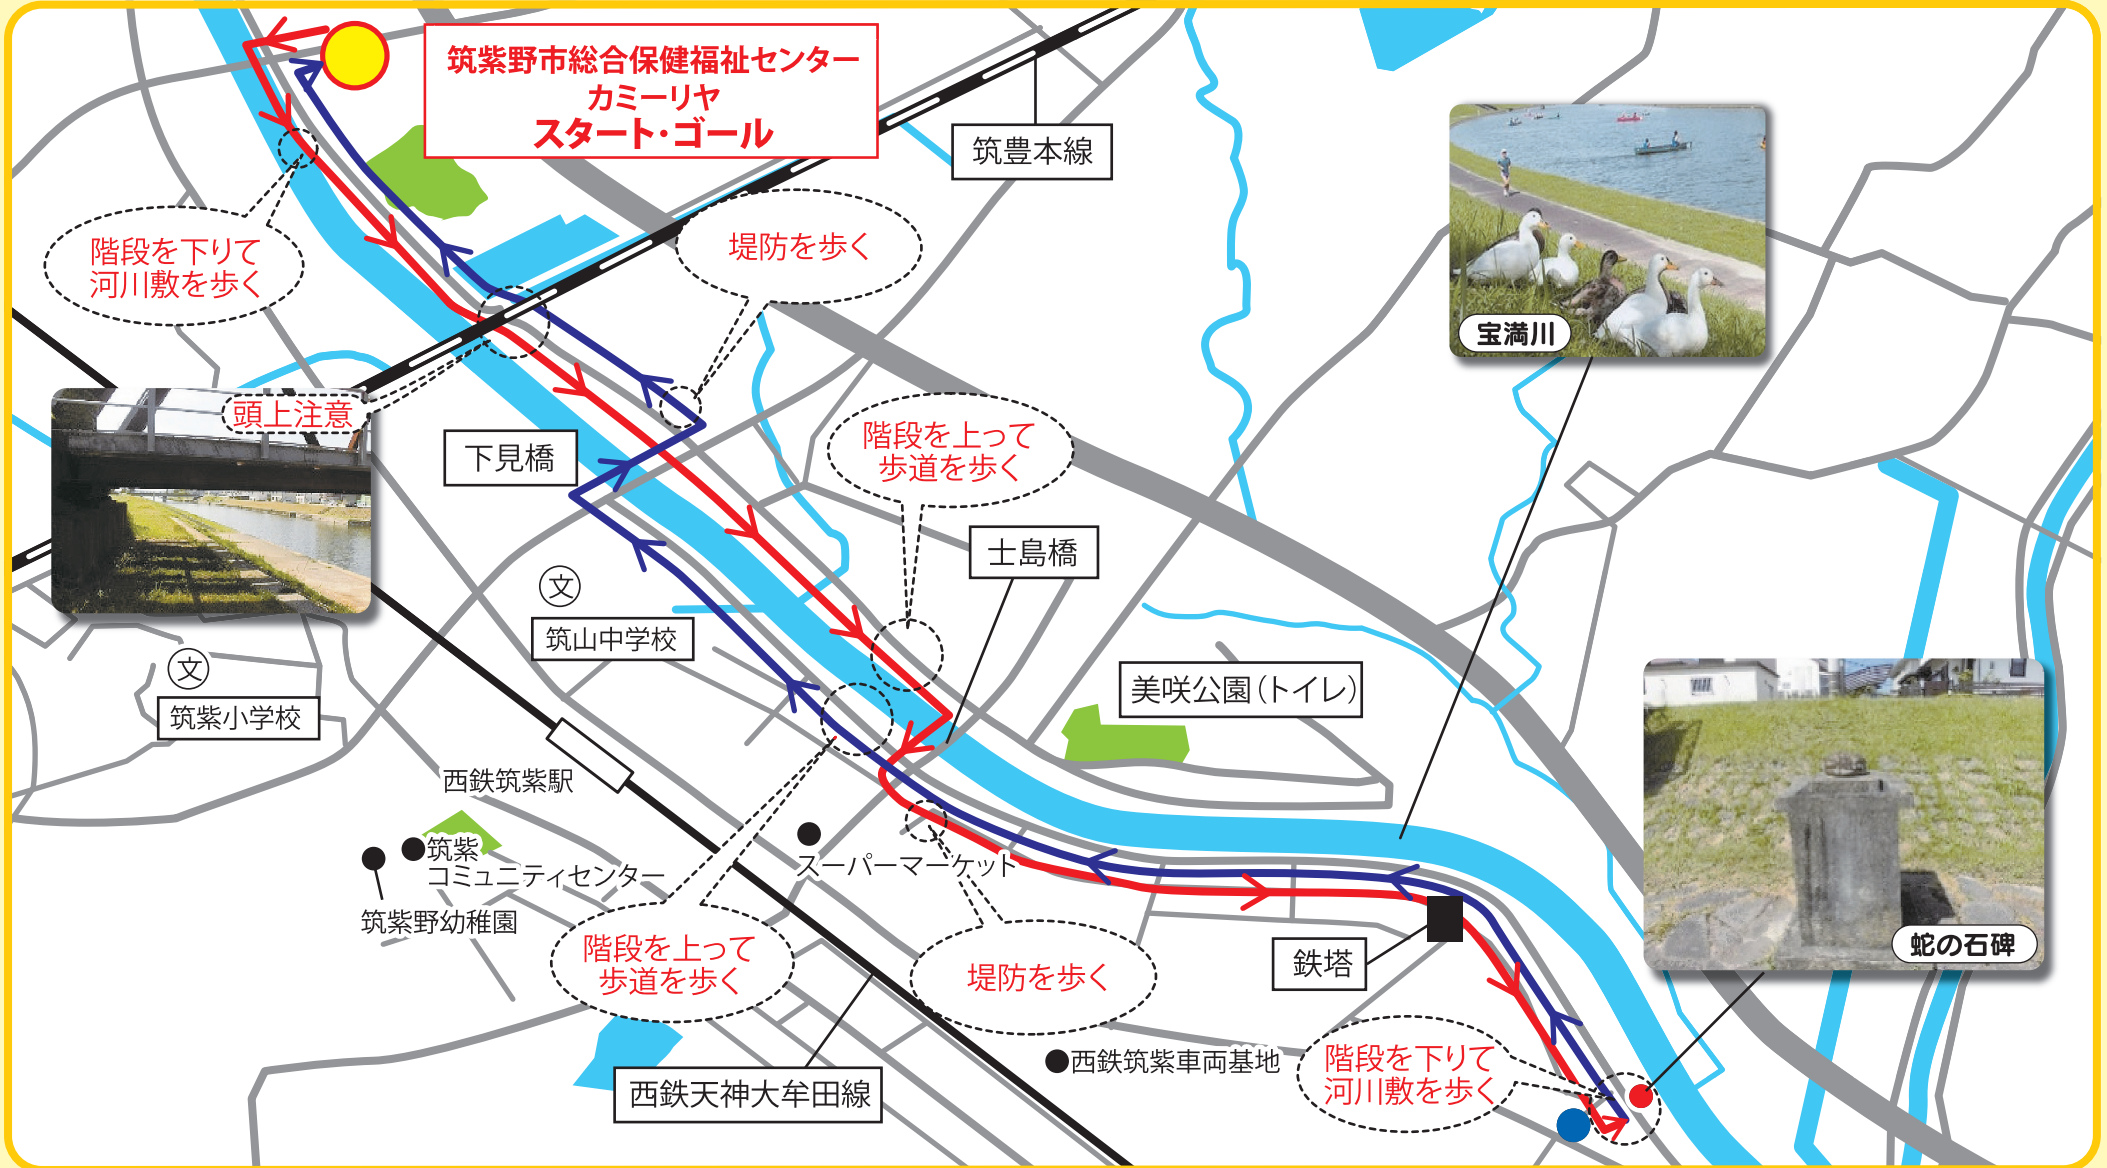 筑紫野市総合保健福祉センター
カミーリヤ
スタート・ゴール
筑豊本線
階段を下りて
河川敷を歩く
堤防を歩く
宝満川
頭上注意
下見橋
階段を上って
歩道を歩く
士島橋
文
筑山中学校
文
筑紫小学校
美咲公園(トイレ)
西鉄筑紫駅
筑紫
コミュニティセンター
スーパーマーケット
筑紫野幼稚園
階段を上って
歩道を歩く
堤防を歩く
鉄塔
蛇の石碑
西鉄筑紫車両基地
階段を下りて
河川敷を歩く
西鉄天神大牟田線